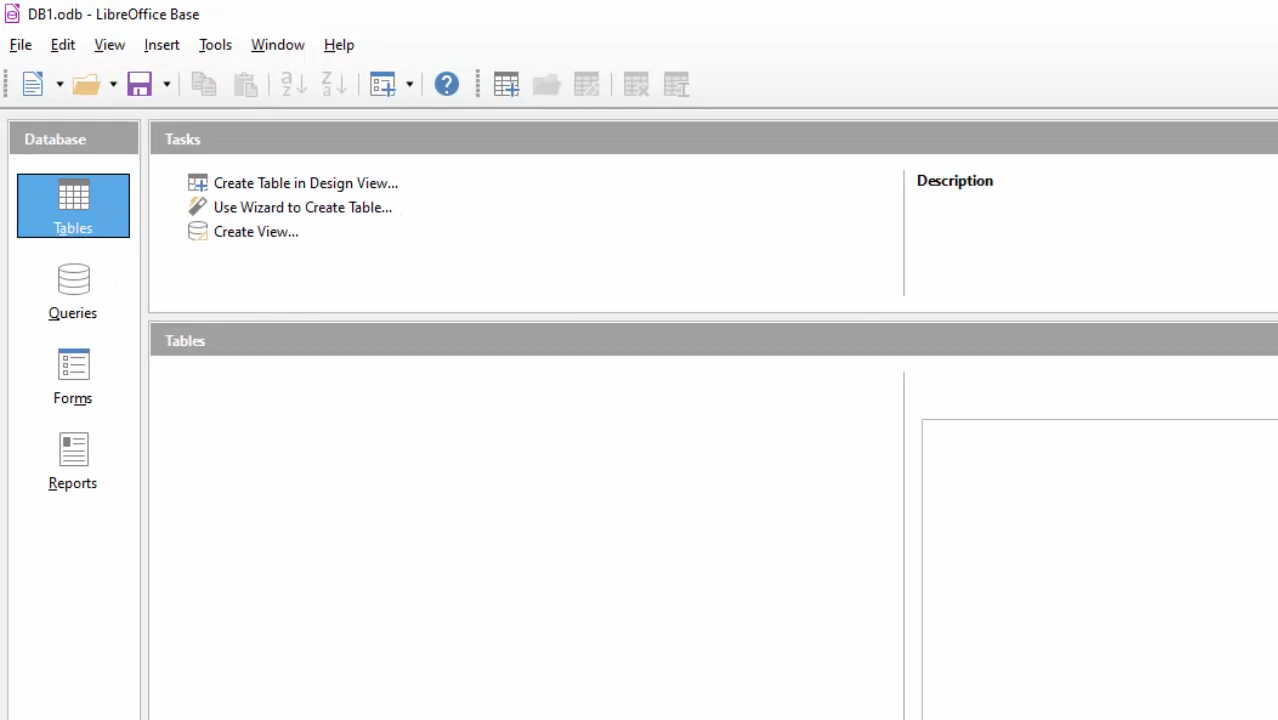 DB1.odb - LibreOffice Base
File Edit View Insert Tools Window Help
Database
Tasks
Tables
Queries
Forms
Reports
Create Table in Design View...
Use Wizard to Create Table...
Create View...
Description
Tables